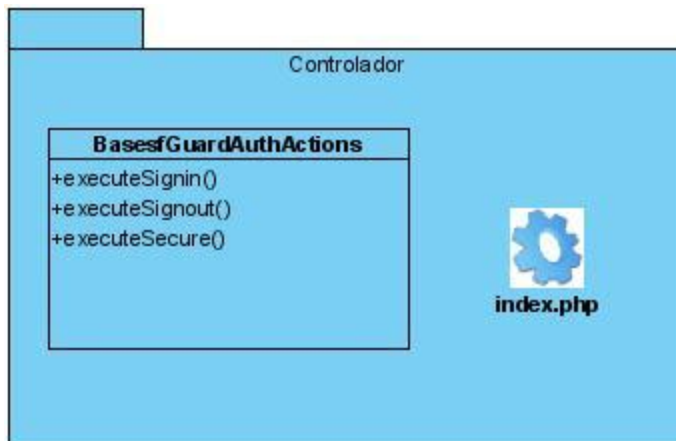 Controlador
BasesfGuardAuthActions
+executeSignin()
+executeSignout()
+executeSecure()
index.php